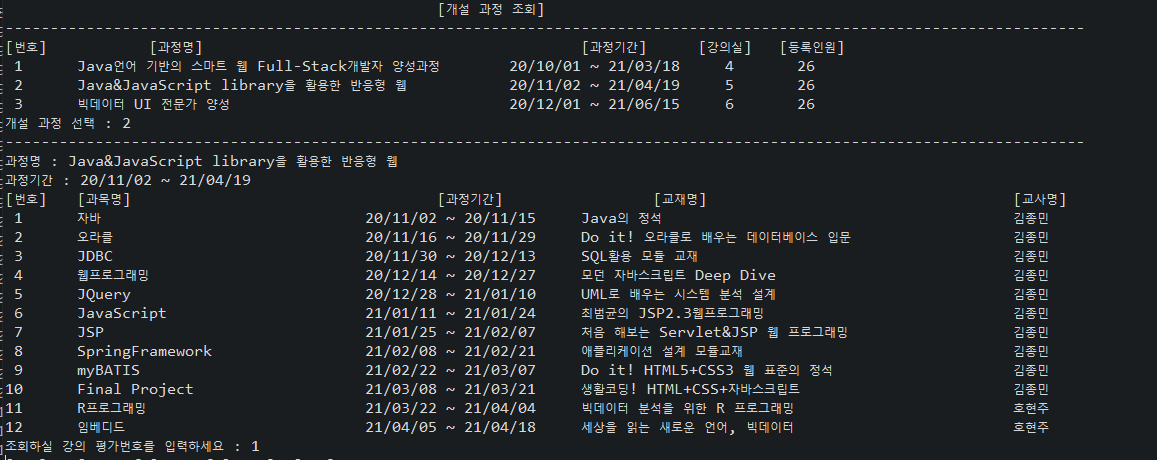 [개설 과정 조회]
------------------------------------------------------------------------------------------------------------------------
[번호] [과정명] [과정기간] [강의실] [등록인원]
1 Java언어 기반의 스마트 웹 Full-Stack개발자 양성과정 20/10/01 ~ 21/03/18 4 26
2 Java&JavaScript library을 활용한 반응형 웹 20/11/02 ~ 21/04/19 5 26
3 빅데이터 UI 전문가 양성 20/12/01 ~ 21/06/15 6 26
개설 과정 선택 : 2
------------------------------------------------------------------------------------------------------------------------
과정명 : Java&JavaScript library을 활용한 반응형 웹
과정기간 : 20/11/02 ~ 21/04/19
[번호] [과목명] [과정기간] [교재명] [교사명]
1 자바 20/11/02 ~ 20/11/15 Java의 정석 김종민
2 오라클 20/11/16 ~ 20/11/29 Do it! 오라클로 배우는 데이터베이스 입문 김종민
3 JDBC 20/11/30 ~ 20/12/13 SQL활용 모듈 교재 김종민
4 웹프로그래밍 20/12/14 ~ 20/12/27 모던 자바스크립트 Deep Dive 김종민
5 JQuery 20/12/28 ~ 21/01/10 UML로 배우는 시스템 분석 설계 김종민
6 JavaScript 21/01/11 ~ 21/01/24 최범균의 JSP2.3웹프로그래밍 김종민
7 JSP 21/01/25 ~ 21/02/07 처음 해보는 Servlet&JSP 웹 프로그래밍 김종민
8 SpringFramework 21/02/08 ~ 21/02/21 애플리케이션 설계 모듈교재 김종민
9 myBATIS 21/02/22 ~ 21/03/07 Do it! HTML5+CSS3 웹 표준의 정석 김종민
10 Final Project 21/03/08 ~ 21/03/21 생활코딩! HTML+CSS+자바스크립트 김종민
11 R프로그래밍 21/03/22 ~ 21/04/04 빅데이터 분석을 위한 R 프로그래밍 호현주
12 임베디드 21/04/05 ~ 21/04/18 세상을 읽는 새로운 언어, 빅데이터 호현주
조회하실 강의 평가번호를 입력하세요 : 1